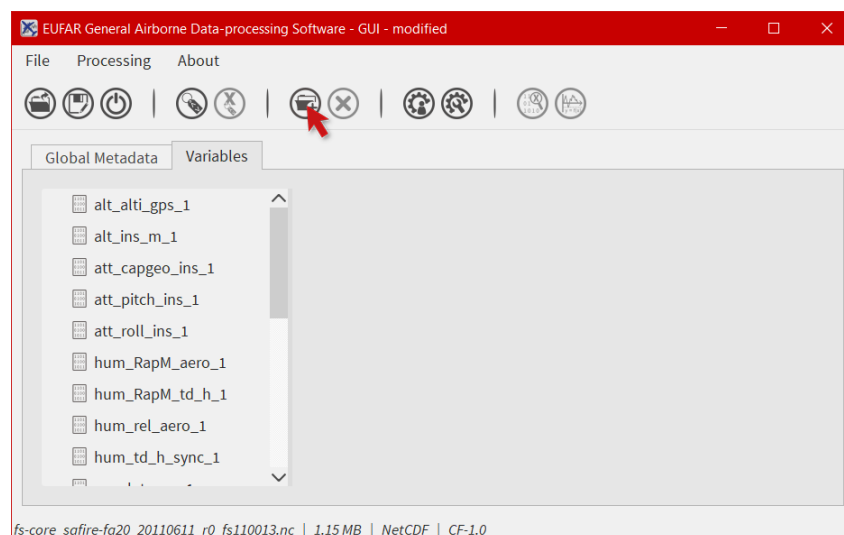 EUFAR General Airborne Data-processing Software - GUI - modified
File Processing About
Global Metadata Variables
alt_alti_gps_1
alt_ins_m_1
att_capgeo_ins_1
att_pitch_ins_1
att_roll_ins_1
hum_RapM_aero_1
hum_RapM_td_h_1
hum_rel_aero_1
hum_td_h_sync_1
fs-core_safire-fa20_20110611_r0_fs110013.nc | 1.15 MB | NetCDF | CF-1.0